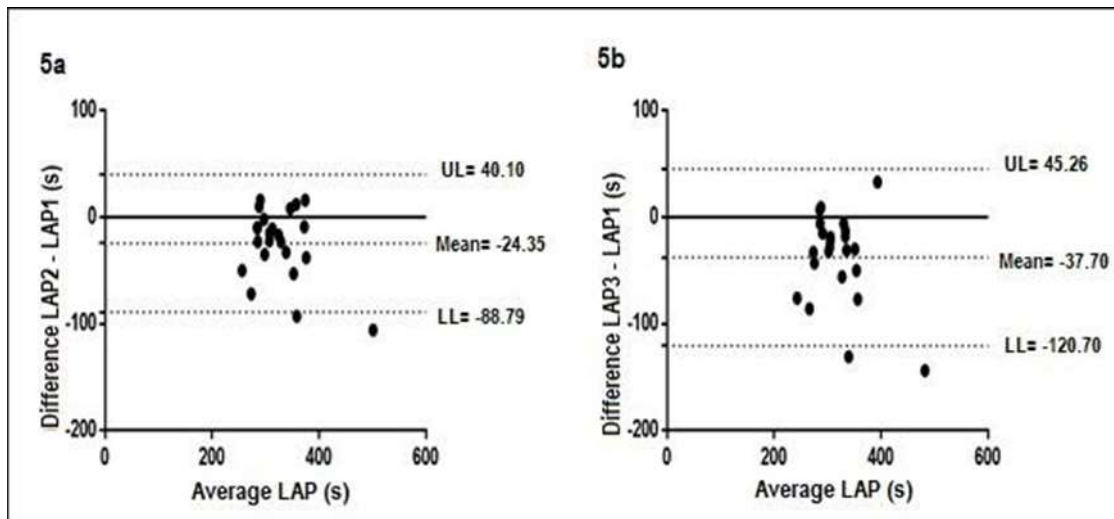 5a
100
0
-100
-200
0
200
400
600
Difference LAP2 - LAP1 (s)
Average LAP (s)
UL= 40.10
Mean= -24.35
LL= -88.79
5b
100
0
-100
-200
0
200
400
600
Difference LAP3 - LAP1 (s)
Average LAP (s)
UL= 45.26
Mean= -37.70
LL= -120.70